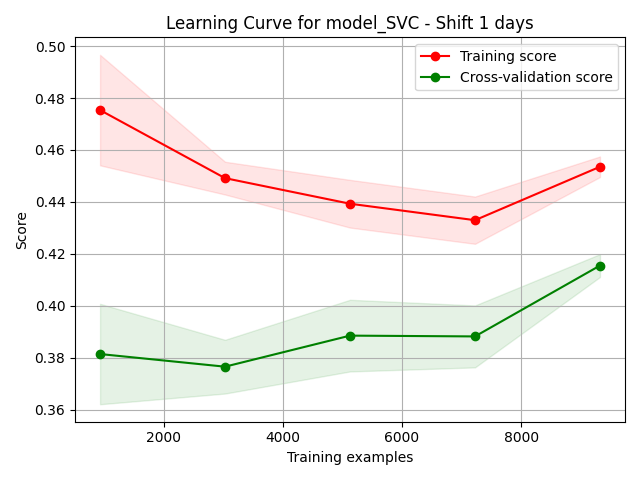 Learning Curve for model_SVC - Shift 1 days
Training score
Cross-validation score
Score
0.50
0.48
0.46
0.44
0.42
0.40
0.38
0.36
2000
4000
6000
8000
Training examples